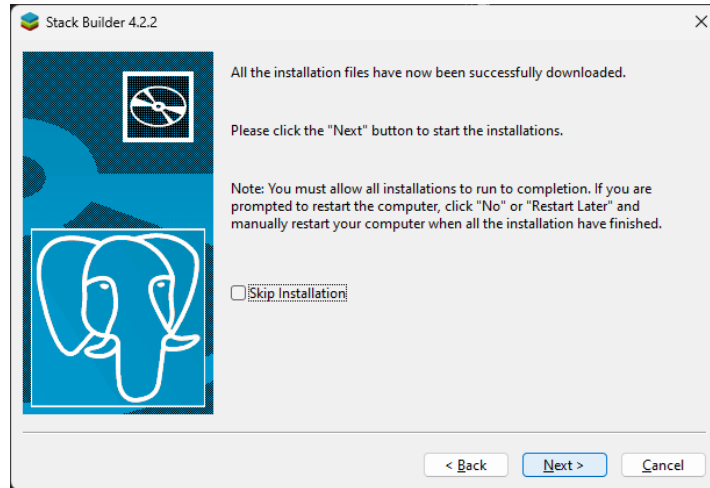 Stack Builder 4.2.2
All the installation files have now been successfully downloaded.
Please click the "Next" button to start the installations.
Note: You must allow all installations to run to completion. If you are
prompted to restart the computer, click "No" or "Restart Later" and
manually restart your computer when all the installation have finished.
Skip Installation
< Back
Next >
Cancel